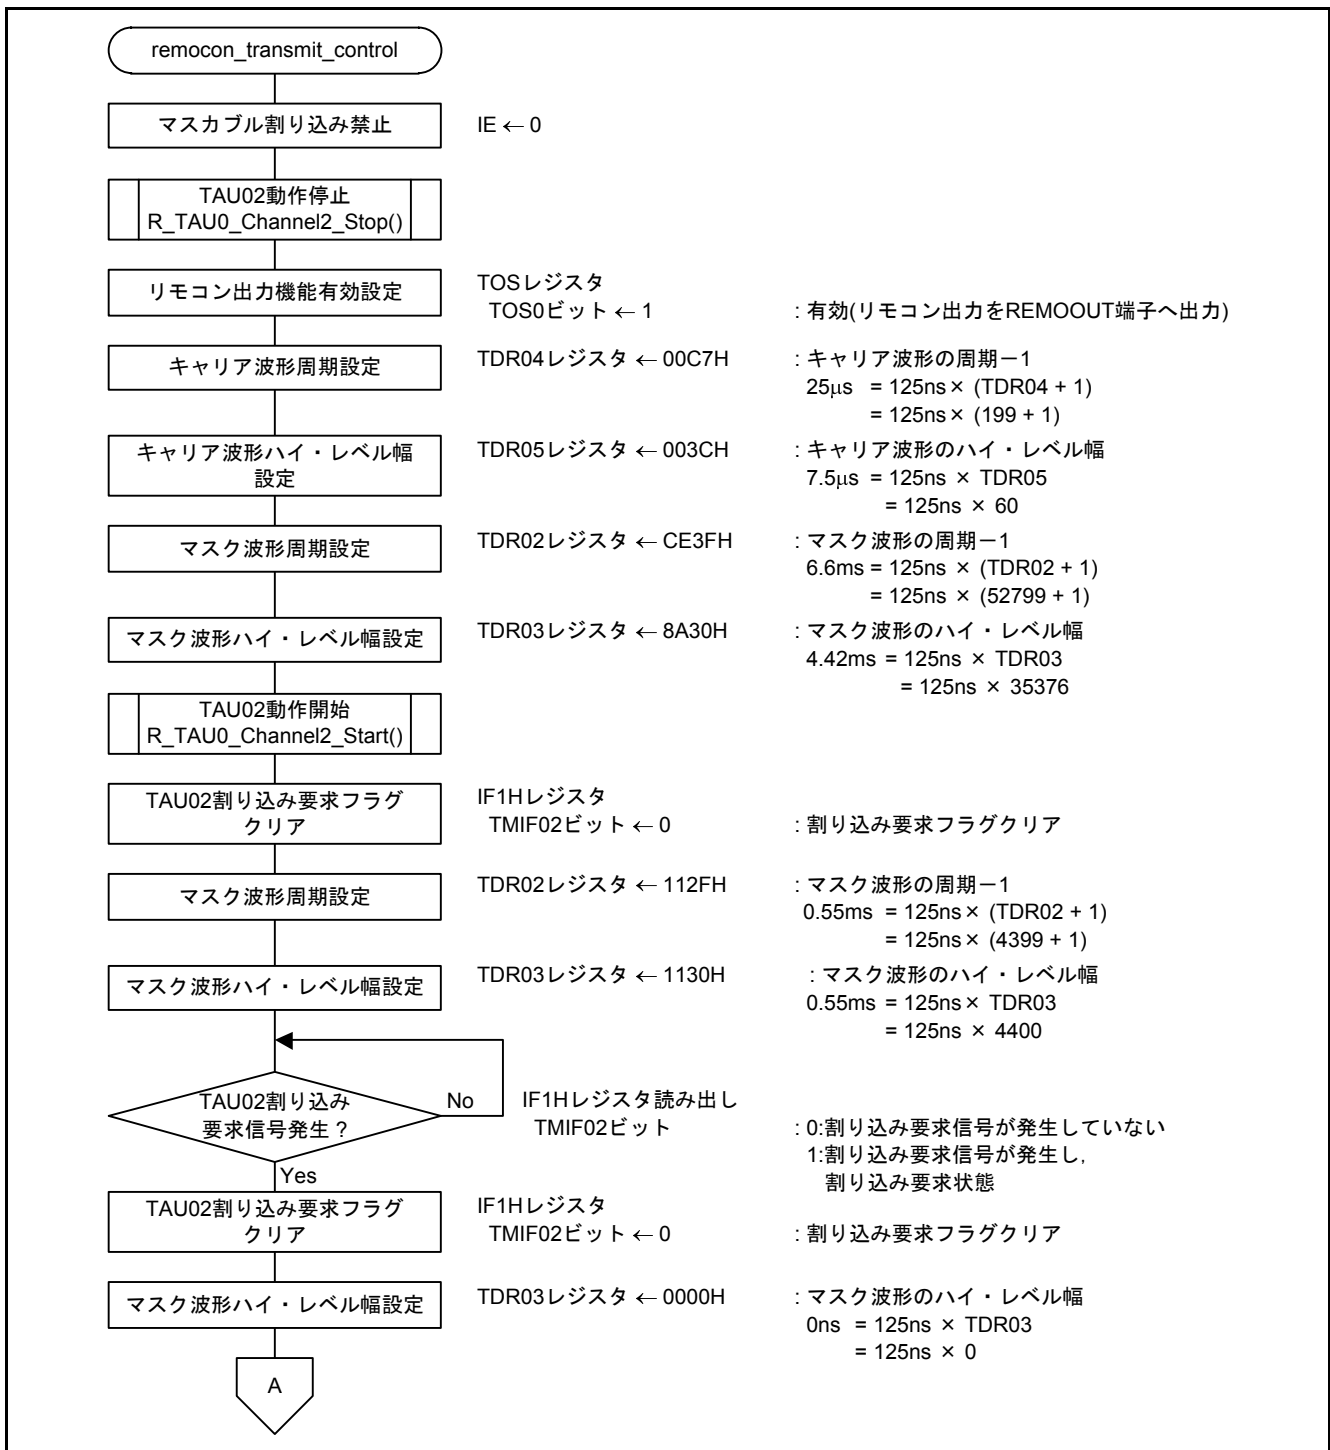 remocon_transmit_control
マスカブル割り込み禁止
IE ← 0
TAU02動作停止
R_TAU0_Channel2_Stop()
リモコン出力機能有効設定
TOSレジスタ
TOS0ビット ← 1
: 有効(リモコン出力をREMOOUT端子へ出力)
キャリア波形周期設定
TDR04レジスタ ← 00C7H
: キャリア波形の周期－1
25μs = 125ns × (TDR04 + 1)
= 125ns × (199 + 1)
キャリア波形ハイ・レベル幅
設定
TDR05レジスタ ← 003CH
: キャリア波形のハイ・レベル幅
7.5μs = 125ns × TDR05
= 125ns × 60
マスク波形周期設定
TDR02レジスタ ← CE3FH
: マスク波形の周期－1
6.6ms = 125ns × (TDR02 + 1)
= 125ns × (52799 + 1)
マスク波形ハイ・レベル幅設定
TDR03レジスタ ← 8A30H
: マスク波形のハイ・レベル幅
4.42ms = 125ns × TDR03
= 125ns × 35376
TAU02動作開始
R_TAU0_Channel2_Start()
TAU02割り込み要求フラグ
クリア
IF1Hレジスタ
TMIF02ビット ← 0
: 割り込み要求フラグクリア
マスク波形周期設定
TDR02レジスタ ← 112FH
: マスク波形の周期－1
0.55ms = 125ns × (TDR02 + 1)
= 125ns × (4399 + 1)
マスク波形ハイ・レベル幅設定
TDR03レジスタ ← 1130H
: マスク波形のハイ・レベル幅
0.55ms = 125ns × TDR03
= 125ns × 4400
TAU02割り込み
要求信号発生？
No
IF1Hレジスタ読み出し
TMIF02ビット
: 0:割り込み要求信号が発生していない
1:割り込み要求信号が発生し,
割り込み要求状態
Yes
TAU02割り込み要求フラグ
クリア
IF1Hレジスタ
TMIF02ビット ← 0
: 割り込み要求フラグクリア
マスク波形ハイ・レベル幅設定
TDR03レジスタ ← 0000H
: マスク波形のハイ・レベル幅
0ns = 125ns × TDR03
= 125ns × 0
A